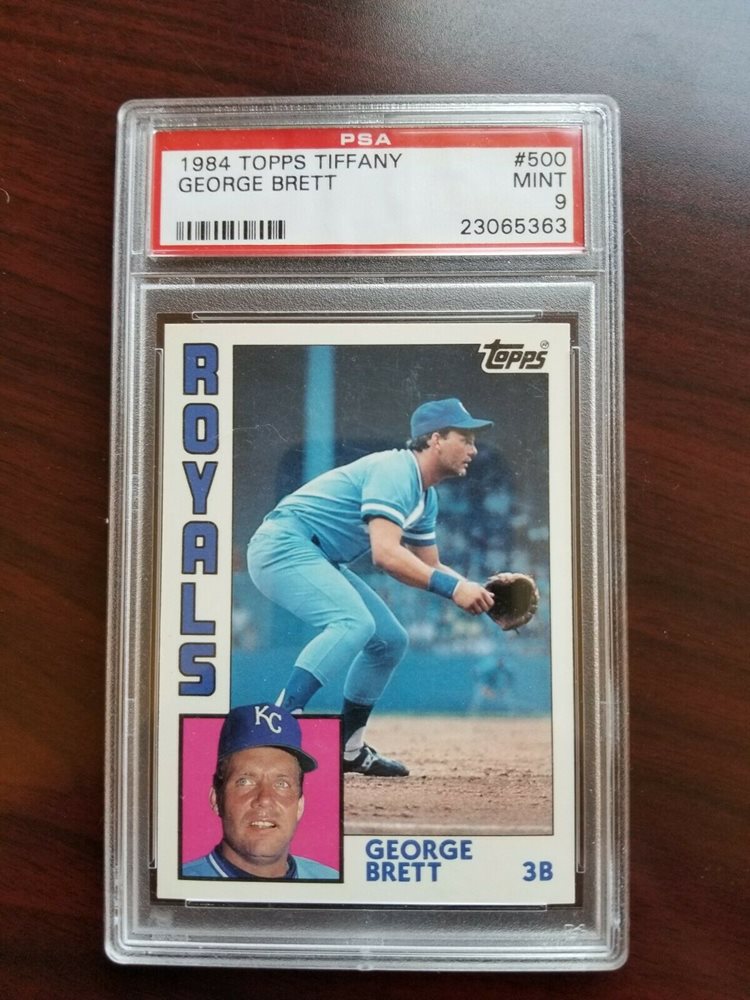 PSA
1984 TOPPS TIFFANY #500
GEORGE BRETT MINT
9
23065363
ROYALS
Topps®
KC
GEORGE
BRETT 3B